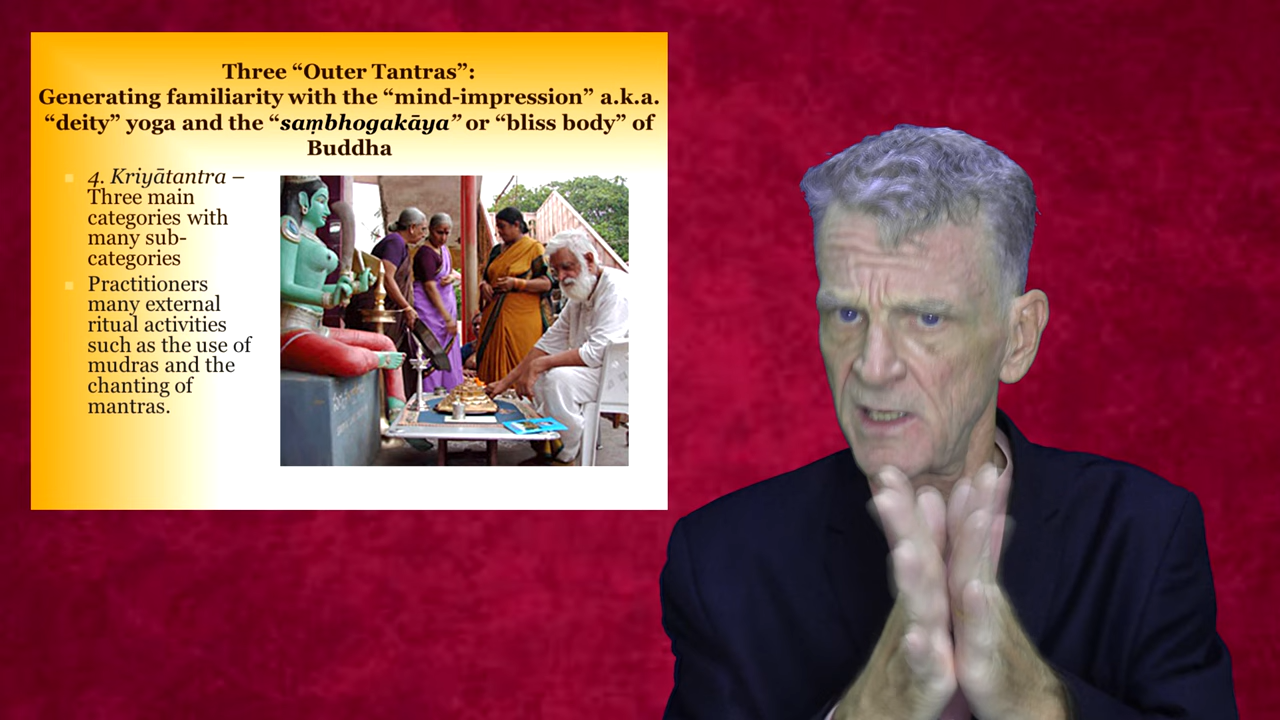 Three “Outer Tantras”:
Generating familiarity with the “mind-impression” a.k.a.
“deity” yoga and the “saṃbhogakāya” or “bliss body” of
Buddha
4. Kriyātantra –
Three main
categories with
many sub-
categories
Practitioners
many external
ritual activities
such as the use of
mudras and the
chanting of
mantras.